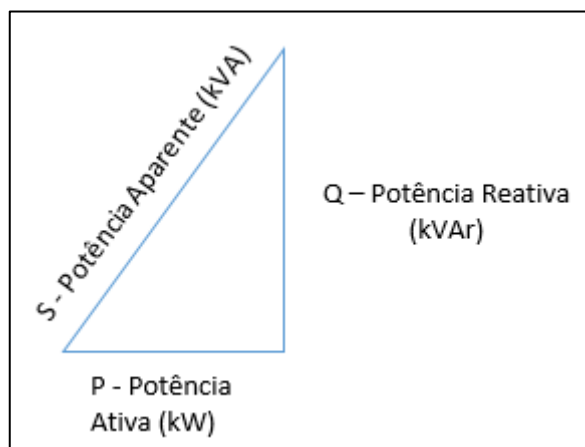 S - Potência Aparente (kVA)
Q – Potência Reativa
(kVAr)
P - Potência
Ativa (kW)